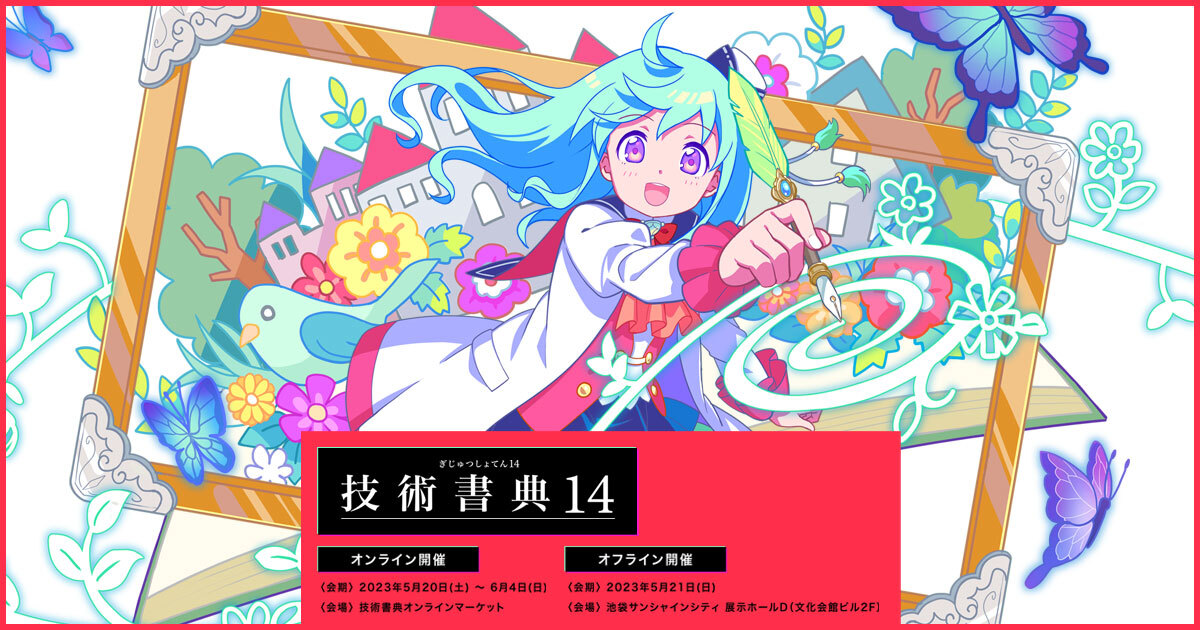 ぎじゅつしょてん14
技術書典14
オンライン開催
〈会期〉 2023年5月20日(土) ～ 6月4日(日)
〈会場〉 技術書典オンラインマーケット
オフライン開催
〈会期〉 2023年5月21日(日)
〈会場〉 池袋サンシャインシティ 展示ホールD（文化会館ビル2F）